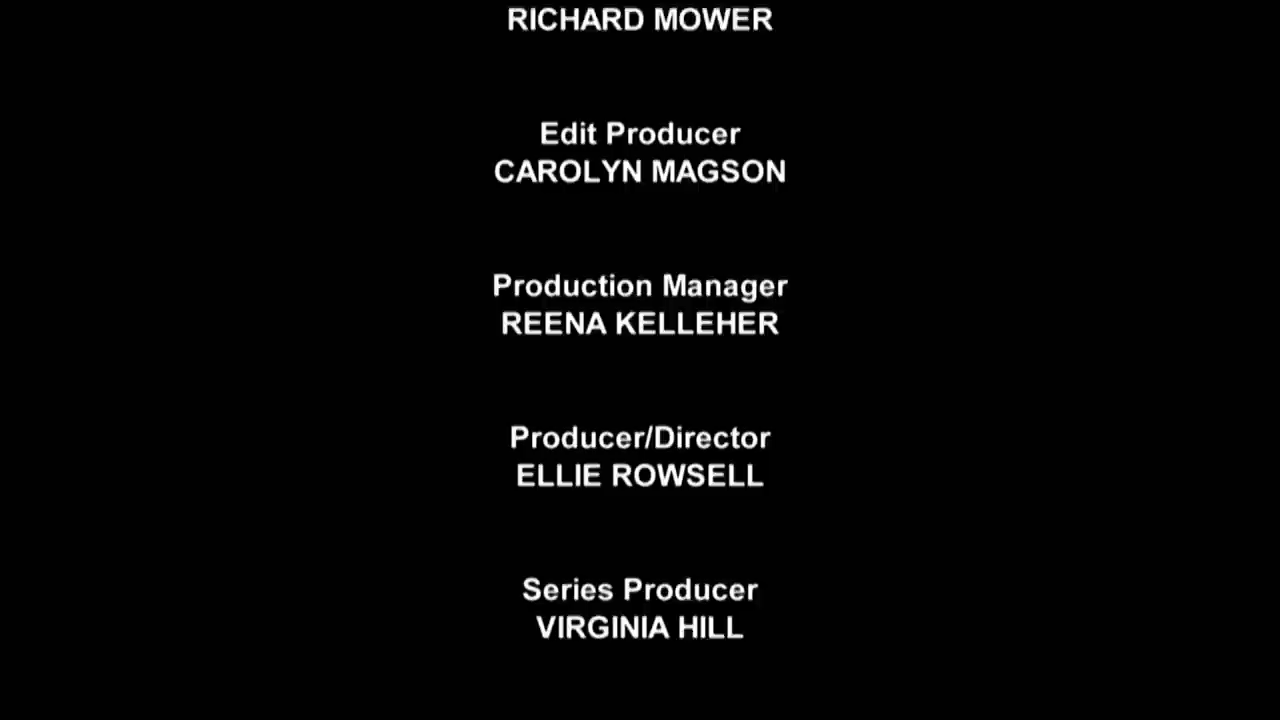 RICHARD MOWER
Edit Producer
CAROLYN MAGSON
Production Manager
REENA KELLEHER
Producer/Director
ELLIE ROWSELL
Series Producer
VIRGINIA HILL